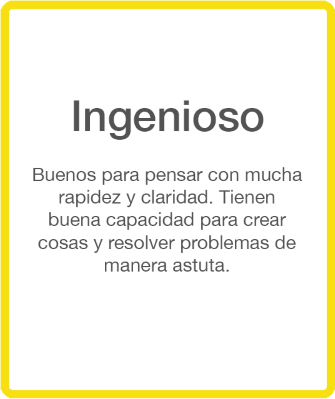 Ingenioso
Buenos para pensar con mucha
rapidez y claridad. Tienen
buena capacidad para crear
cosas y resolver problemas de
manera astuta.